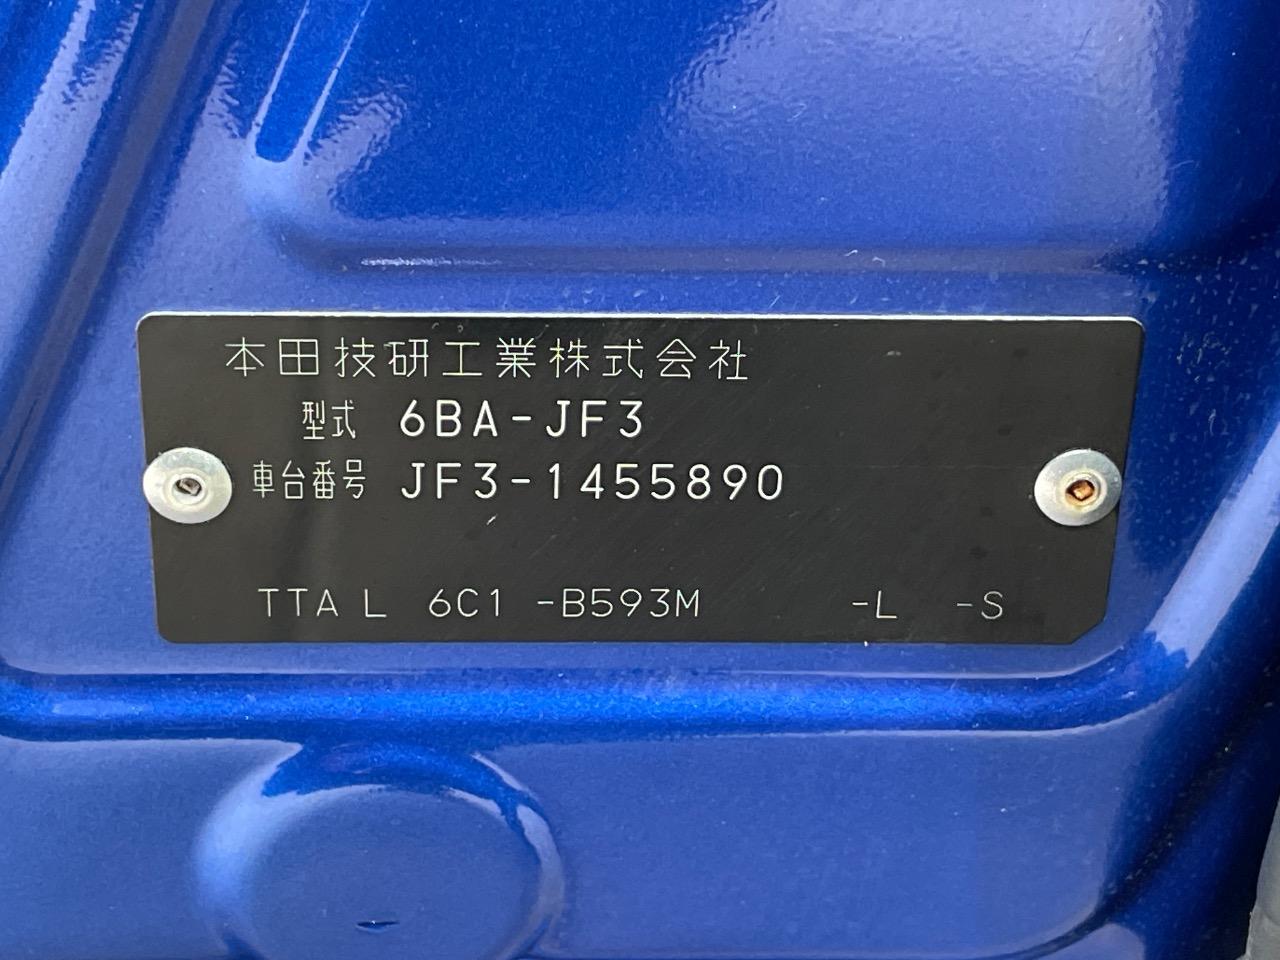 本田技研工業株式会社
型式 6BA-JF3
車台番号 JF3-1455890
TTA L 6C1 -B593M -L -S